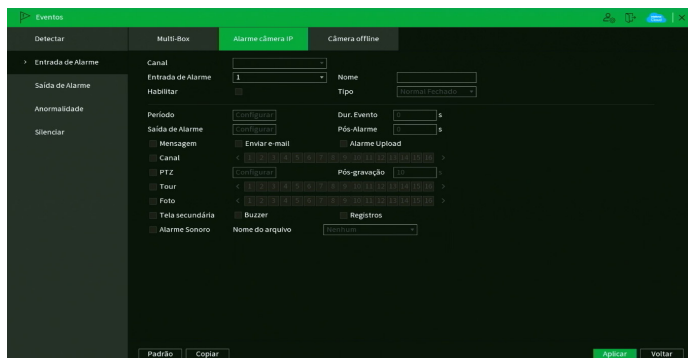 Eventos
Detectar
Multi-Box
Alarme câmera IP
Câmera offline
Entrada de Alarme
Saída de Alarme
Anormalidade
Silenciar
Canal
Entrada de Alarme 1 Nome
Habilitar Tipo Normal Fechado
Período Configurar Dur. Evento 0 s
Saída de Alarme Configurar Pós-Alarme 0 s
Mensagem Enviar e-mail Alarme Upload
Canal < 1 2 3 4 5 6 7 8 9 10 11 12 13 14 15 16 >
PTZ Configurar Pós-gravação 10 s
Tour < 1 2 3 4 5 6 7 8 9 10 11 12 13 14 15 16 >
Foto < 1 2 3 4 5 6 7 8 9 10 11 12 13 14 15 16 >
Tela secundária Buzzer Registros
Alarme Sonoro Nome do arquivo Nenhum
Padrão Copiar Aplicar Voltar